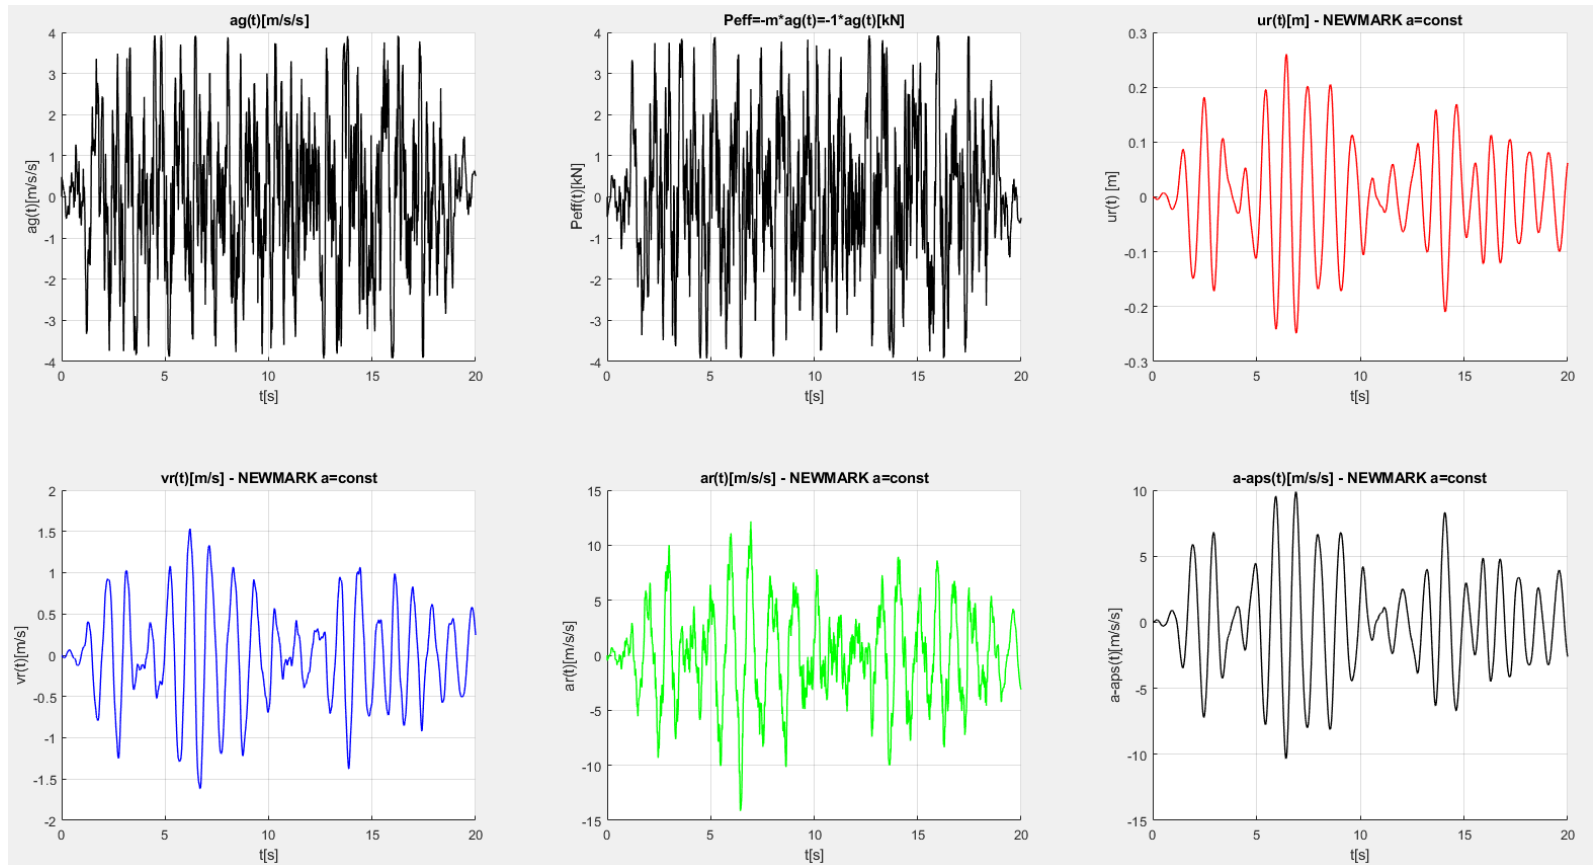 ag(t)[m/s/s]
4
3
2
1
0
-1
-2
-3
-4
ag(t)[m/s/s]
0 5 10 15 20
t[s]
Peff=-m*ag(t)=-1*ag(t)[kN]
4
3
2
1
0
-1
-2
-3
-4
Peff(t)[kN]
0 5 10 15 20
t[s]
ur(t)[m] - NEWMARK a=const
0.3
0.2
0.1
0
-0.1
-0.2
-0.3
ur(t) [m]
0 5 10 15 20
t[s]
vr(t)[m/s] - NEWMARK a=const
2
1.5
1
0.5
0
-0.5
-1
-1.5
-2
vr(t)[m/s]
0 5 10 15 20
t[s]
ar(t)[m/s/s] - NEWMARK a=const
15
10
5
0
-5
-10
-15
ar(t)[m/s/s]
0 5 10 15 20
t[s]
a-aps(t)[m/s/s] - NEWMARK a=const
10
5
0
-5
-10
-15
a-aps(t)[m/s/s]
0 5 10 15 20
t[s]